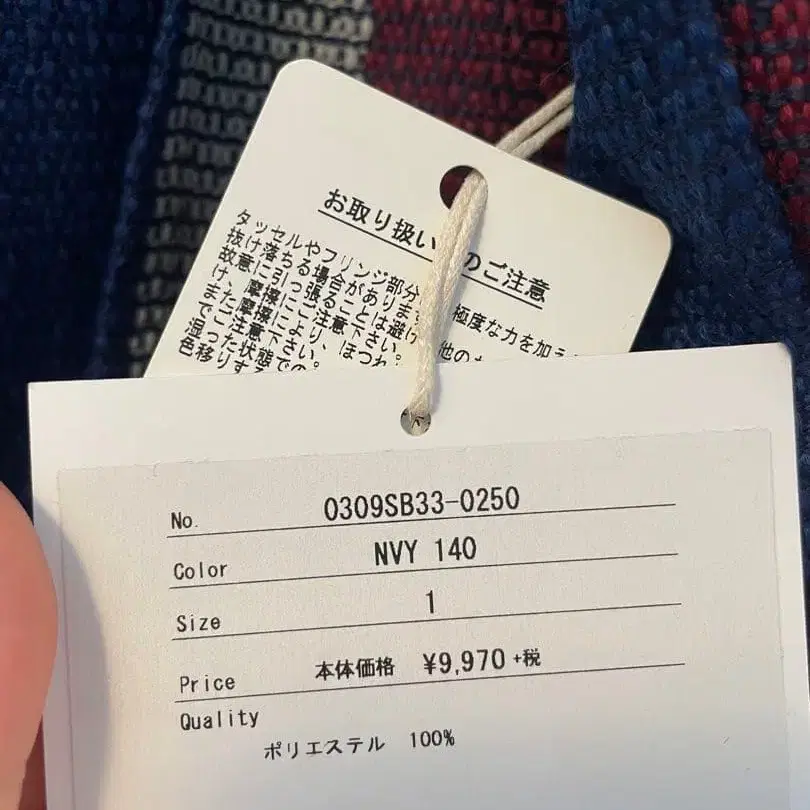 お取り扱い のご注意
タッセルやフリンジ部分 極度な力を加え
抜け落ちる場合があります
故意に引っ張ることは避け 他の
け、摩擦にご注意下さい。
また摩擦により、ほつれ
でご注意下さい。
湿った状態での
色移りする
No. 0309SB33-0250
Color NVY 140
Size 1
Price 本体価格 ¥9,970 +税
Quality
ポリエステル 100%